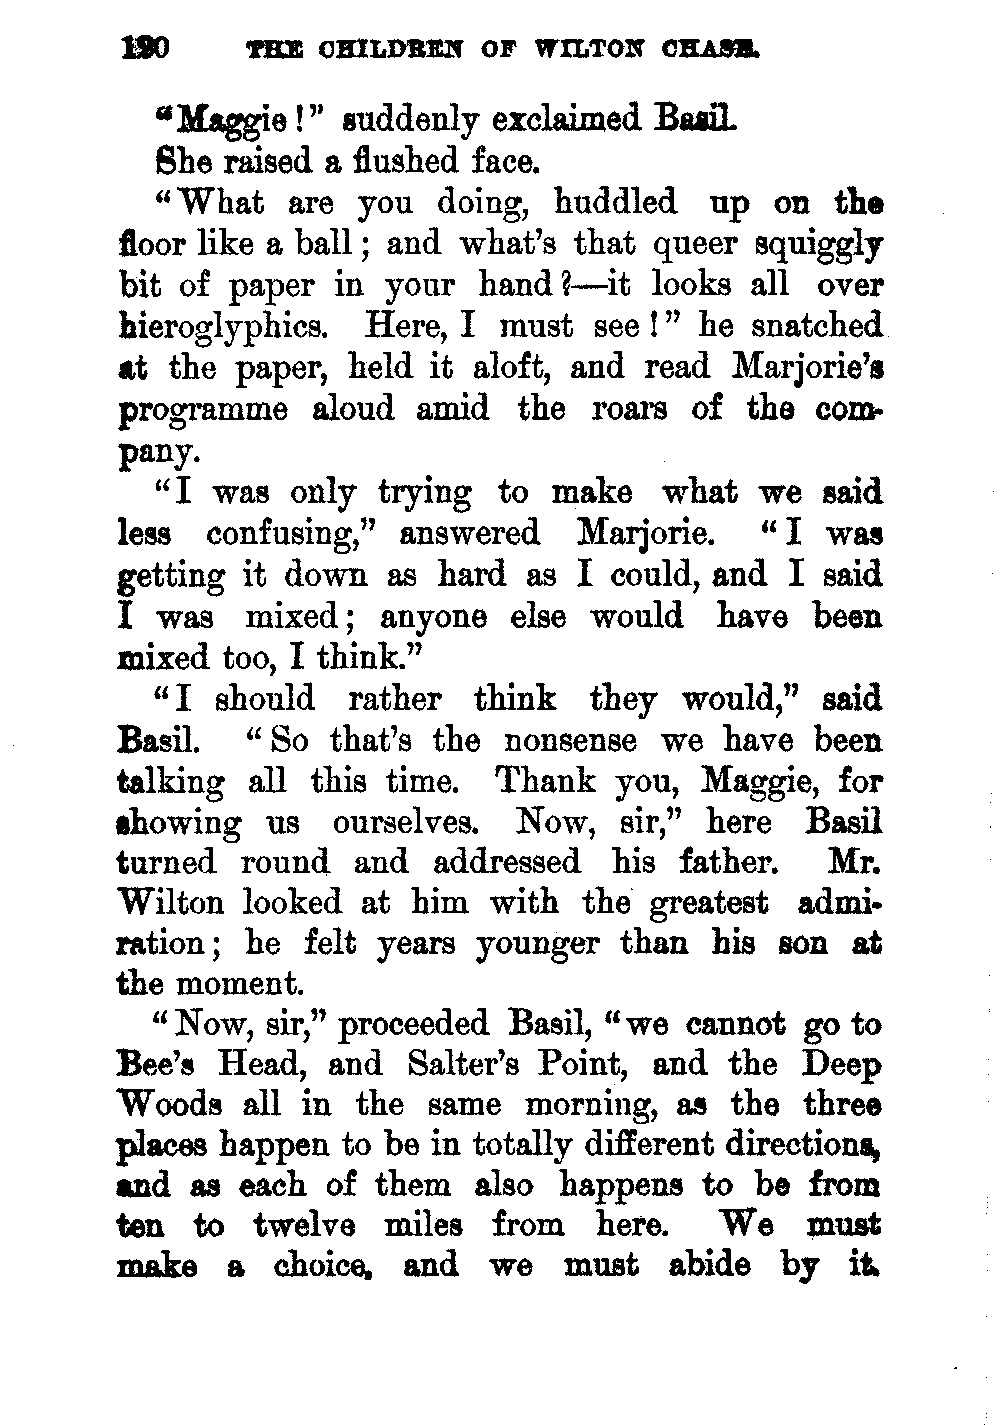 190 THE CHILDREN OF WILTON CHASE.
“Maggie!” suddenly exclaimed Basil.
She raised a flushed face.
“What are you doing, huddled up on the
floor like a ball; and what’s that queer squiggly
bit of paper in your hand?—it looks all over
hieroglyphics. Here, I must see!” he snatched
at the paper, held it aloft, and read Marjorie’s
programme aloud amid the roars of the com-
pany.
“I was only trying to make what we said
less confusing,” answered Marjorie. “I was
getting it down as hard as I could, and I said
I was mixed; anyone else would have been
mixed too, I think.”
“I should rather think they would,” said
Basil. “So that’s the nonsense we have been
talking all this time. Thank you, Maggie, for
showing us ourselves. Now, sir,” here Basil
turned round and addressed his father. Mr.
Wilton looked at him with the greatest admi-
ration; he felt years younger than his son at
the moment.
“Now, sir,” proceeded Basil, “we cannot go to
Bee’s Head, and Salter’s Point, and the Deep
Woods all in the same morning, as the three
places happen to be in totally different directions,
and as each of them also happens to be from
ten to twelve miles from here. We must
make a choice, and we must abide by it.